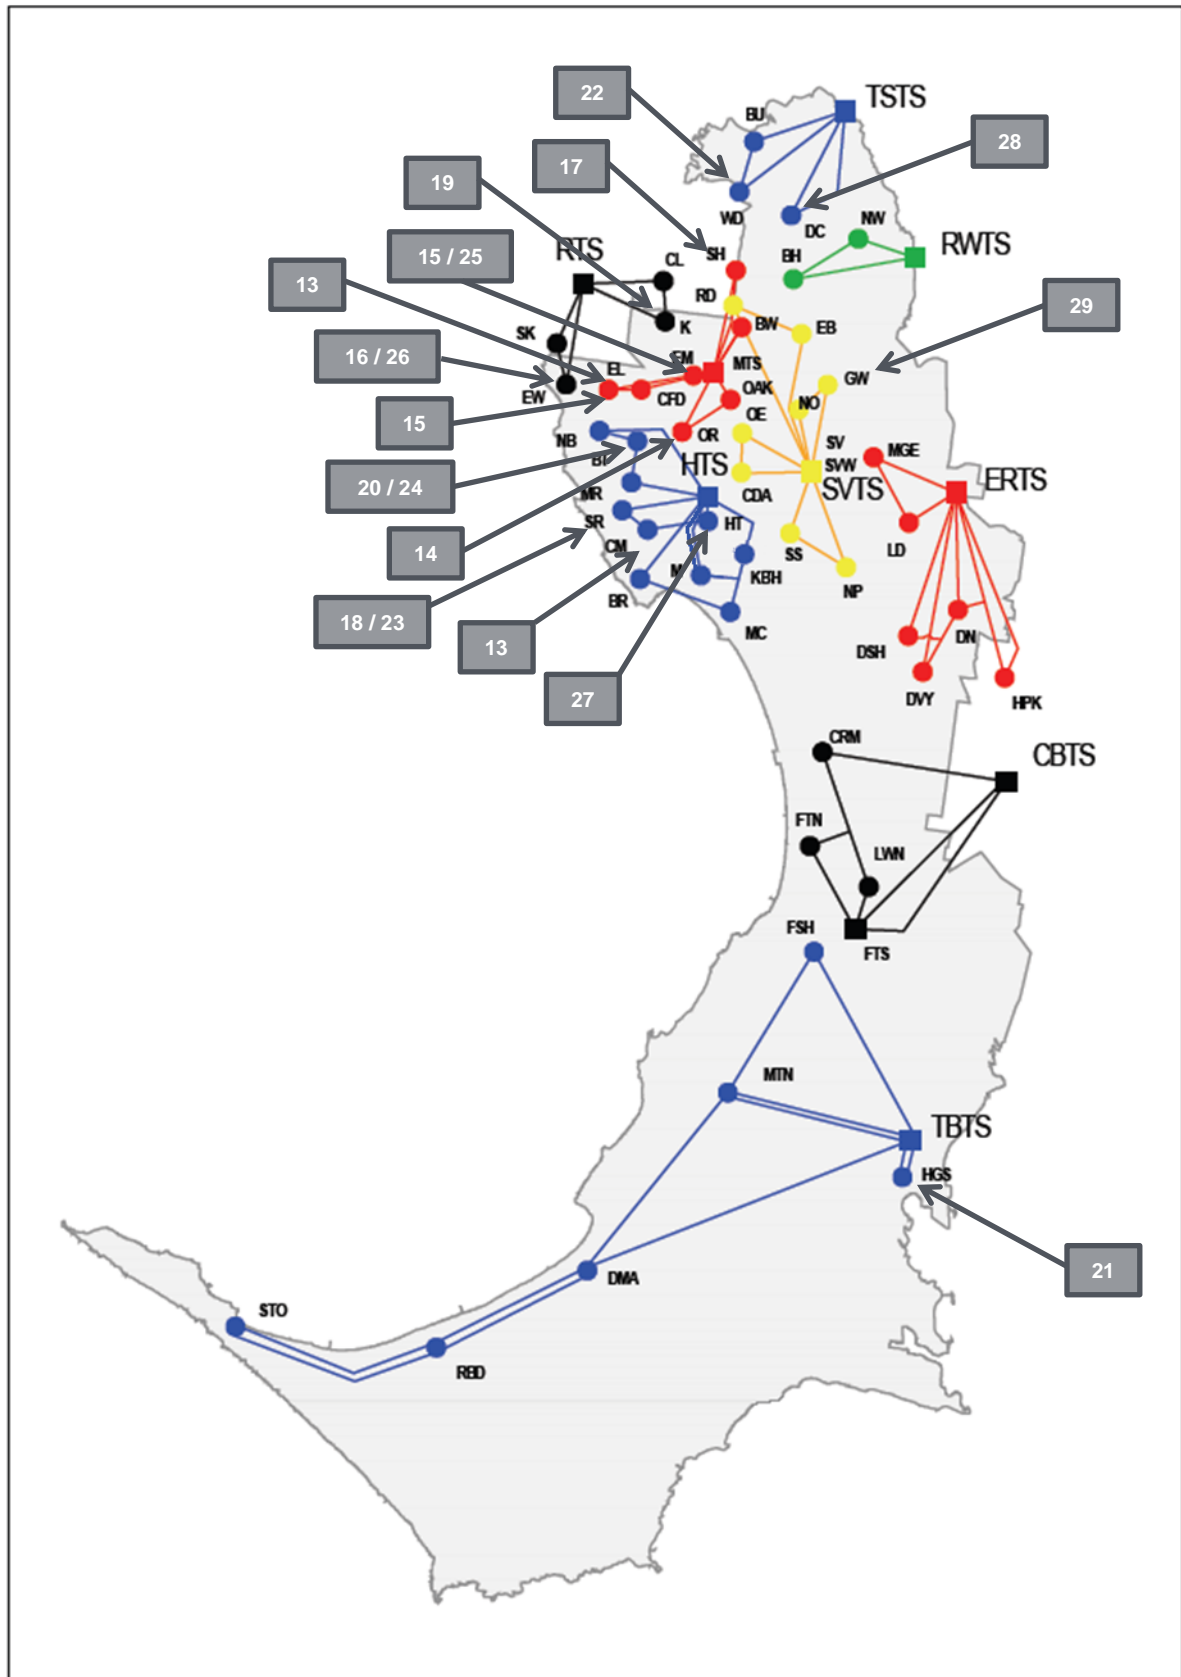 22
TSTS
BU
28
17
19
WD
DC
NW
SH
BH
RWTS
RTS
15 / 25
CL
13
RD
29
K
BW
EB
SK
16 / 26
EM
MTS
EL
GW
EW
CFD
OAK
NO
15
OE
NB
OR
SV
MGE
BT
HTS
SVW
20 / 24
CDA
SVTS
ERTS
MR
SR
HT
14
CM
LD
SS
KBH
NP
BR
18 / 23
MC
13
DN
DSH
27
DVY
HPK
CRM
CBTS
FTN
LWN
FSH
FTS
MTN
TBTS
HGS
21
DMA
STO
RBD